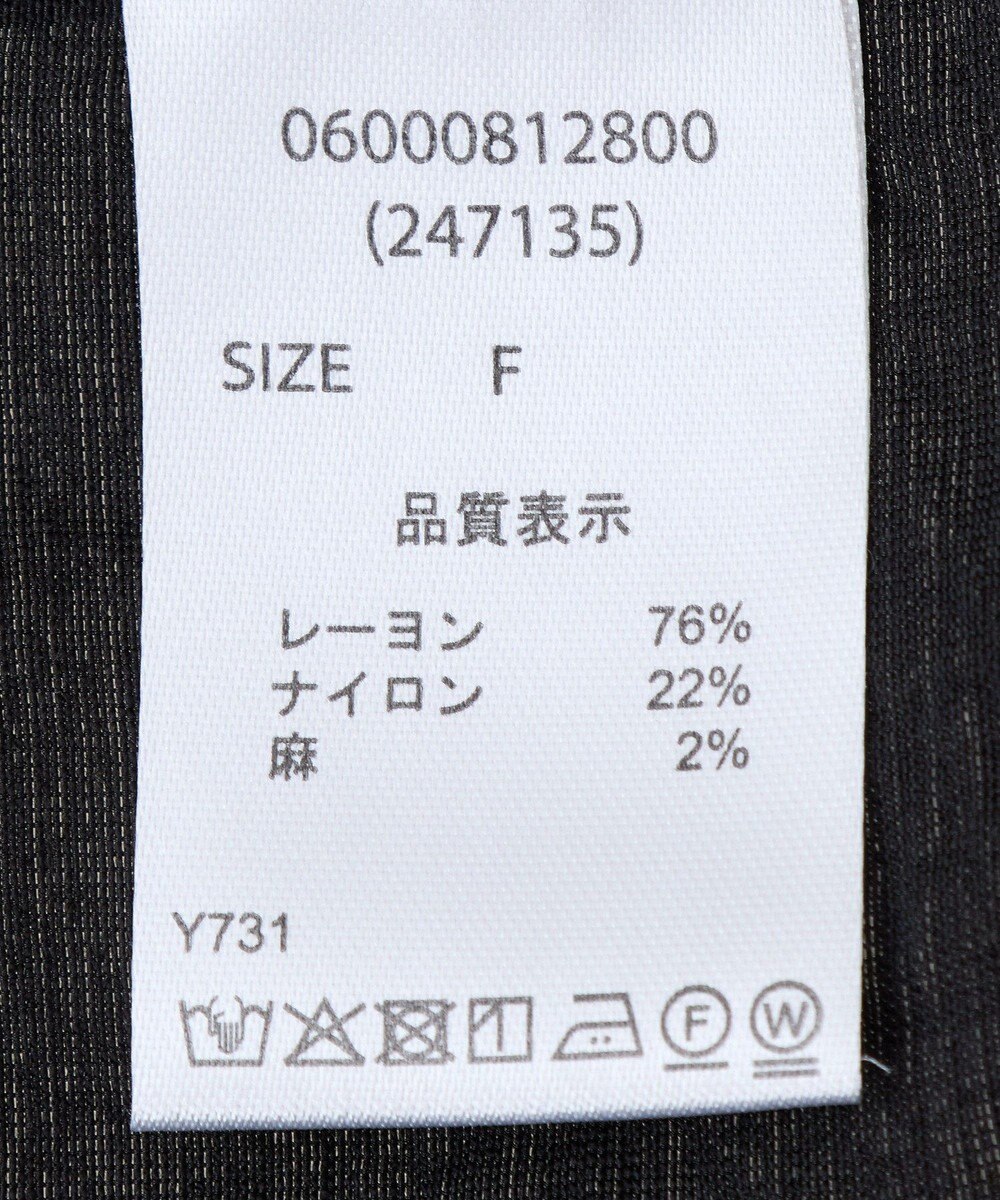 06000812800
(247135)
SIZE F
品質表示
レーヨン 76%
ナイロン 22%
麻 2%
Y731
F W